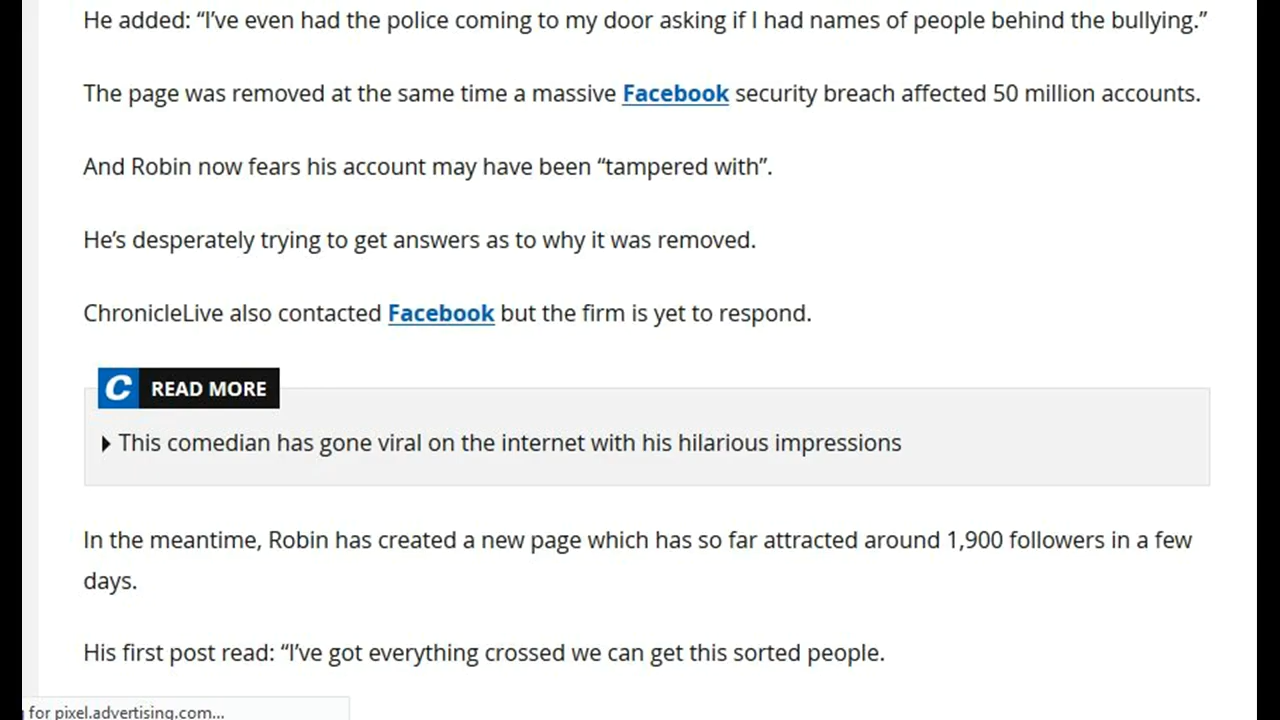 He added: “I’ve even had the police coming to my door asking if I had names of people behind the bullying.”
The page was removed at the same time a massive Facebook security breach affected 50 million accounts.
And Robin now fears his account may have been “tampered with”.
He’s desperately trying to get answers as to why it was removed.
ChronicleLive also contacted Facebook but the firm is yet to respond.
C READ MORE
This comedian has gone viral on the internet with his hilarious impressions
In the meantime, Robin has created a new page which has so far attracted around 1,900 followers in a few
days.
His first post read: “I’ve got everything crossed we can get this sorted people.
for pixel.advertising.com...